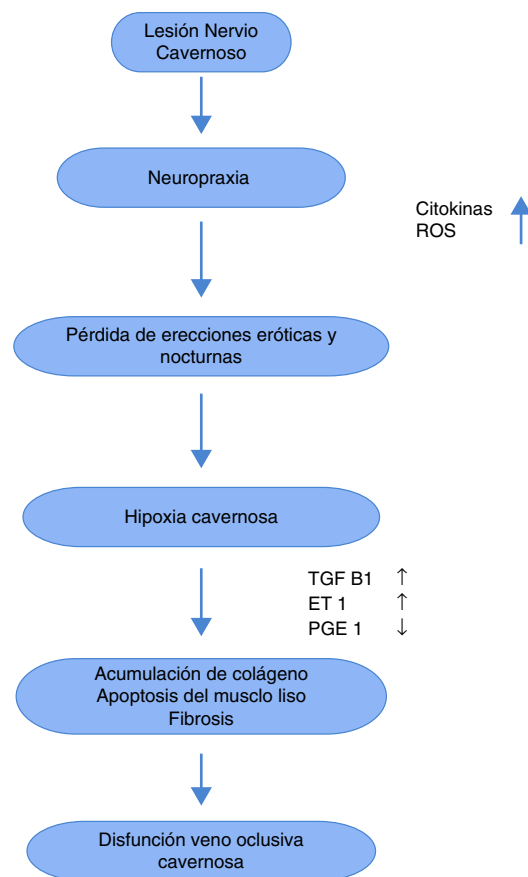 Lesión Nervio
Cavernoso
Neuropraxia
Citokinas
ROS
Pérdida de erecciones eróticas y
nocturnas
Hipoxia cavernosa
TGF B1 ↑
ET 1 ↑
PGE 1 ↓
Acumulación de colágeno
Apoptosis del musclo liso
Fibrosis
Disfunción veno oclusiva
cavernosa